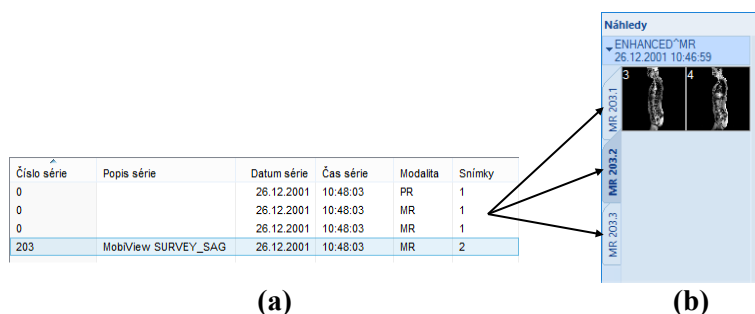 Číslo série Popis série Datum série Čas série Modalita Snímky
0 26.12.2001 10:48:03 PR 1
0 26.12.2001 10:48:03 MR 1
0 26.12.2001 10:48:03 MR 1
203 MobiView SURVEY_SAG 26.12.2001 10:48:03 MR 2
(a)
Náhledy
ENHANCED^MR
26.12.2001 10:46:59
3 4
MR 203.1
MR 203.2
MR 203.3
(b)